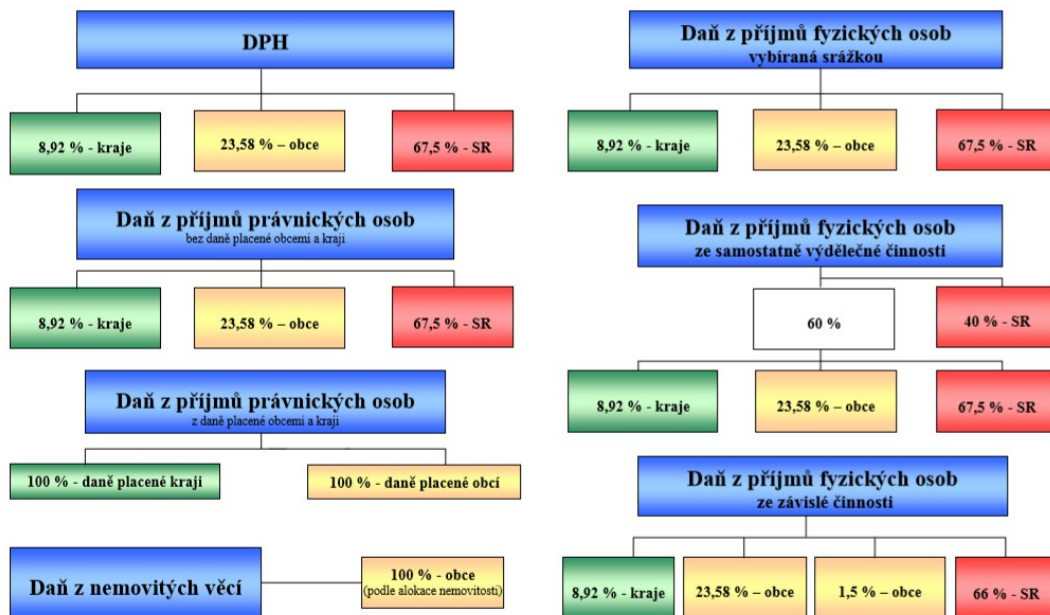 DPH
8,92 % - kraje
23,58 % – obce
67,5 % - SR
Daň z příjmů právnických osob
bez daně placené obcemi a kraji
8,92 % - kraje
23,58 % – obce
67,5 % - SR
Daň z příjmů právnických osob
z daně placené obcemi a kraji
100 % - daně placené kraji
100 % - daně placené obcí
Daň z nemovitých věcí
100 % - obce
(podle alokace nemovitosti)
Daň z příjmů fyzických osob
vybíraná srážkou
8,92 % - kraje
23,58 % – obce
67,5 % - SR
Daň z příjmů fyzických osob
ze samostatně výdělečné činnosti
60 %
40 % - SR
8,92 % - kraje
23,58 % – obce
67,5 % - SR
Daň z příjmů fyzických osob
ze závislé činnosti
8,92 % - kraje
23,58 % - obce
1,5 % - obce
66 % - SR